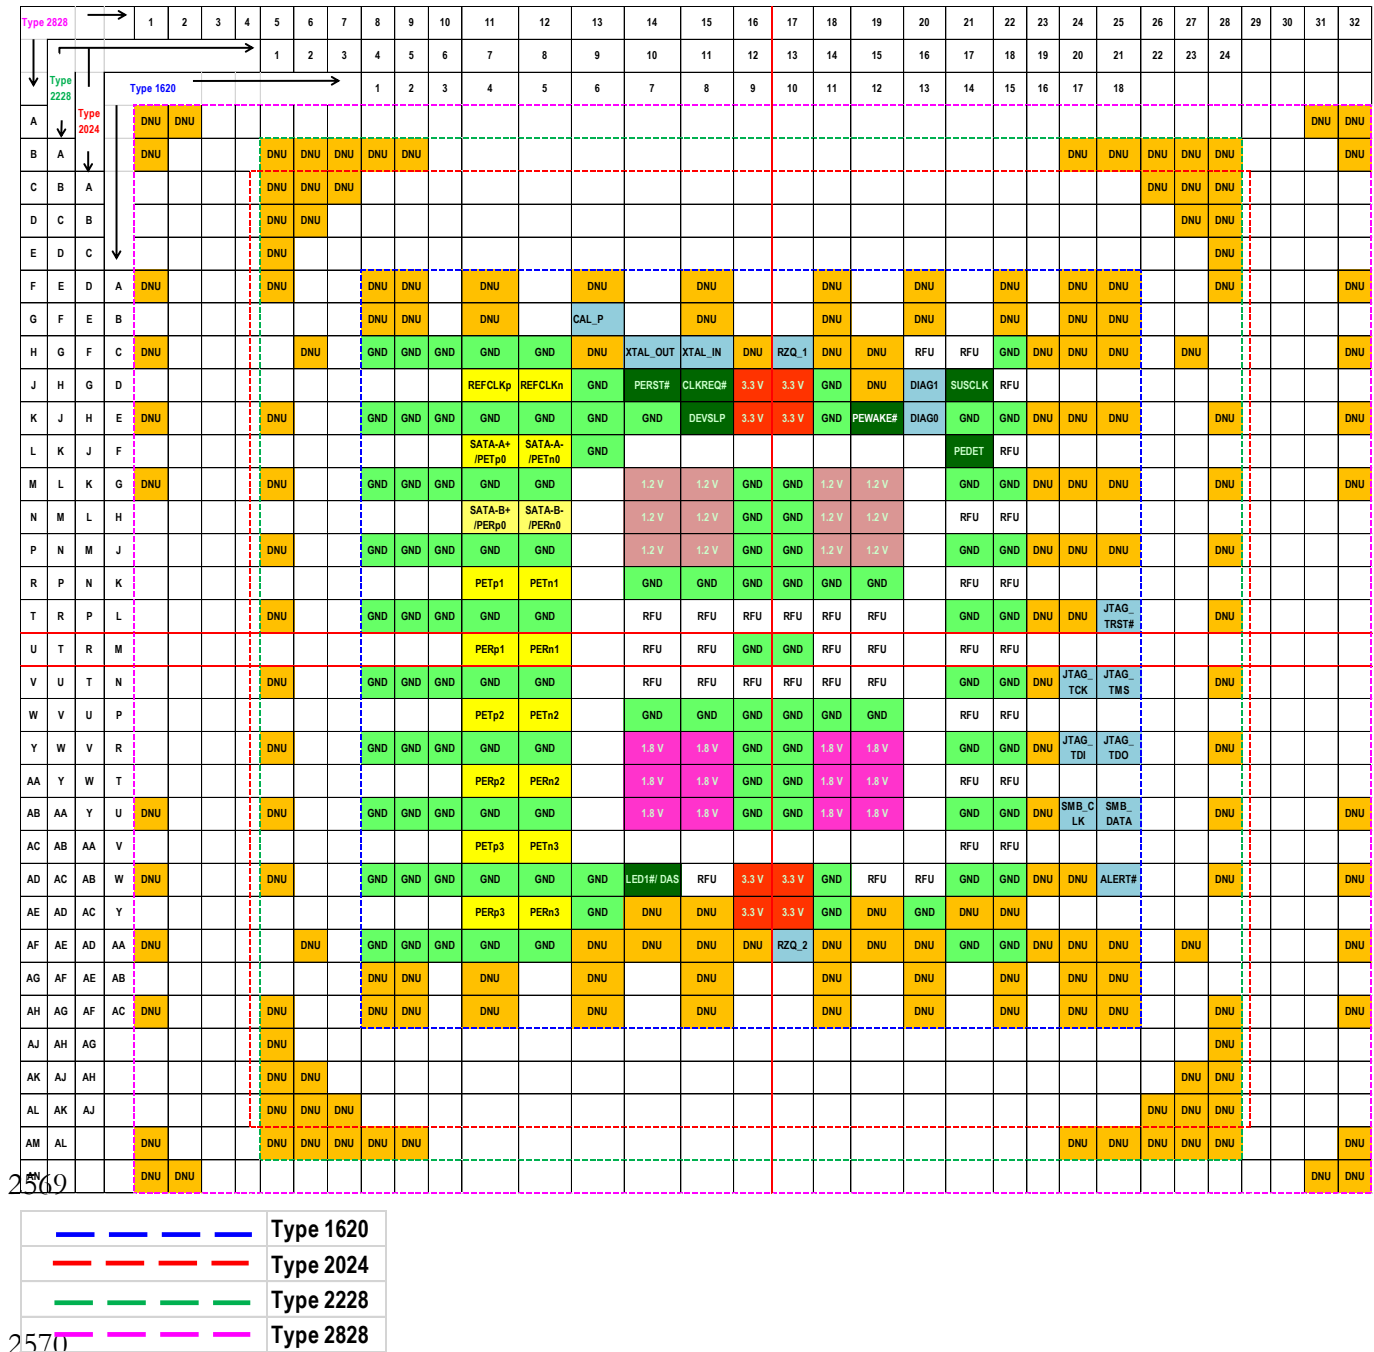 Type 2828 1 2 3 4 5 6 7 8 9 10 11 12 13 14 15 16 17 18 19 20 21 22 23 24 25 26 27 28 29 30 31 32
1 2 3 4 5 6 7 8 9 10 11 12 13 14 15 16 17 18 19 20 21 22 23 24
Type 2228 Type 1620 1 2 3 4 5 6 7 8 9 10 11 12 13 14 15 16 17 18
A Type 2024 DNU DNU DNU DNU
B A DNU DNU DNU DNU DNU DNU DNU DNU DNU DNU DNU DNU
C B A DNU DNU DNU DNU DNU DNU
D C B DNU DNU DNU DNU
E D C DNU DNU
F E D A DNU DNU DNU DNU DNU DNU DNU DNU DNU DNU DNU DNU DNU DNU
G F E B DNU DNU DNU CAL_P DNU DNU DNU DNU DNU DNU
H G F C DNU DNU GND GND GND GND GND DNU XTAL_OUT XTAL_IN DNU RZQ_1 DNU DNU RFU RFU GND DNU DNU DNU DNU DNU
J H G D REFCLKp REFCLKn GND PERST# CLKREQ# 3.3 V 3.3 V GND DNU DIAG1 SUSCLK RFU
K J H E DNU DNU GND GND GND GND GND GND GND DEVSLP 3.3 V 3.3 V GND PEWAKE# DIAG0 GND GND DNU DNU DNU DNU DNU
L K J F SATA-A+ /PETp0 SATA-A- /PETn0 GND PEDET RFU
M L K G DNU DNU GND GND GND GND GND 1.2 V 1.2 V GND GND 1.2 V 1.2 V GND GND DNU DNU DNU DNU DNU
N M L H SATA-B+ /PERp0 SATA-B- /PERn0 1.2 V 1.2 V GND GND 1.2 V 1.2 V RFU RFU
P N M J DNU GND GND GND GND GND 1.2 V 1.2 V GND GND 1.2 V 1.2 V GND GND DNU DNU DNU DNU
R P N K PETp1 PETn1 GND GND GND GND GND GND RFU RFU
T R P L DNU GND GND GND GND GND RFU RFU RFU RFU RFU RFU GND GND DNU DNU JTAG_ TRST# DNU
U T R M PERp1 PERn1 RFU RFU GND GND RFU RFU RFU RFU
V U T N DNU GND GND GND GND GND RFU RFU RFU RFU RFU RFU GND GND DNU JTAG_ TCK JTAG_ TMS DNU
W V U P PETp2 PETn2 GND GND GND GND GND GND RFU RFU
Y W V R DNU GND GND GND GND GND 1.8 V 1.8 V GND GND 1.8 V 1.8 V GND GND DNU JTAG_ TDI JTAG_ TDO DNU
AA Y W T PERp2 PERn2 1.8 V 1.8 V GND GND 1.8 V 1.8 V RFU RFU
AB AA Y U DNU DNU GND GND GND GND GND 1.8 V 1.8 V GND GND 1.8 V 1.8 V GND GND DNU SMB_C LK SMB_ DATA DNU DNU
AC AB AA V PETp3 PETn3 RFU RFU
AD AC AB W DNU DNU GND GND GND GND GND GND LED1#/ DAS RFU 3.3 V 3.3 V GND RFU RFU GND GND DNU DNU ALERT# DNU DNU
AE AD AC Y PERp3 PERn3 GND DNU DNU 3.3 V 3.3 V GND DNU GND DNU DNU
AF AE AD AA DNU DNU GND GND GND GND GND DNU DNU DNU DNU RZQ_2 DNU DNU DNU GND GND DNU DNU DNU DNU DNU
AG AF AE AB DNU DNU DNU DNU DNU DNU DNU DNU DNU DNU
AH AG AF AC DNU DNU DNU DNU DNU DNU DNU DNU DNU DNU DNU DNU DNU DNU
AJ AH AG DNU DNU
AK AJ AH DNU DNU DNU DNU
AL AK AJ DNU DNU DNU DNU DNU DNU
AM AL DNU DNU DNU DNU DNU DNU DNU DNU DNU DNU DNU DNU
AN DNU DNU DNU DNU
2569
Type 1620
Type 2024
Type 2228
Type 2828
2570